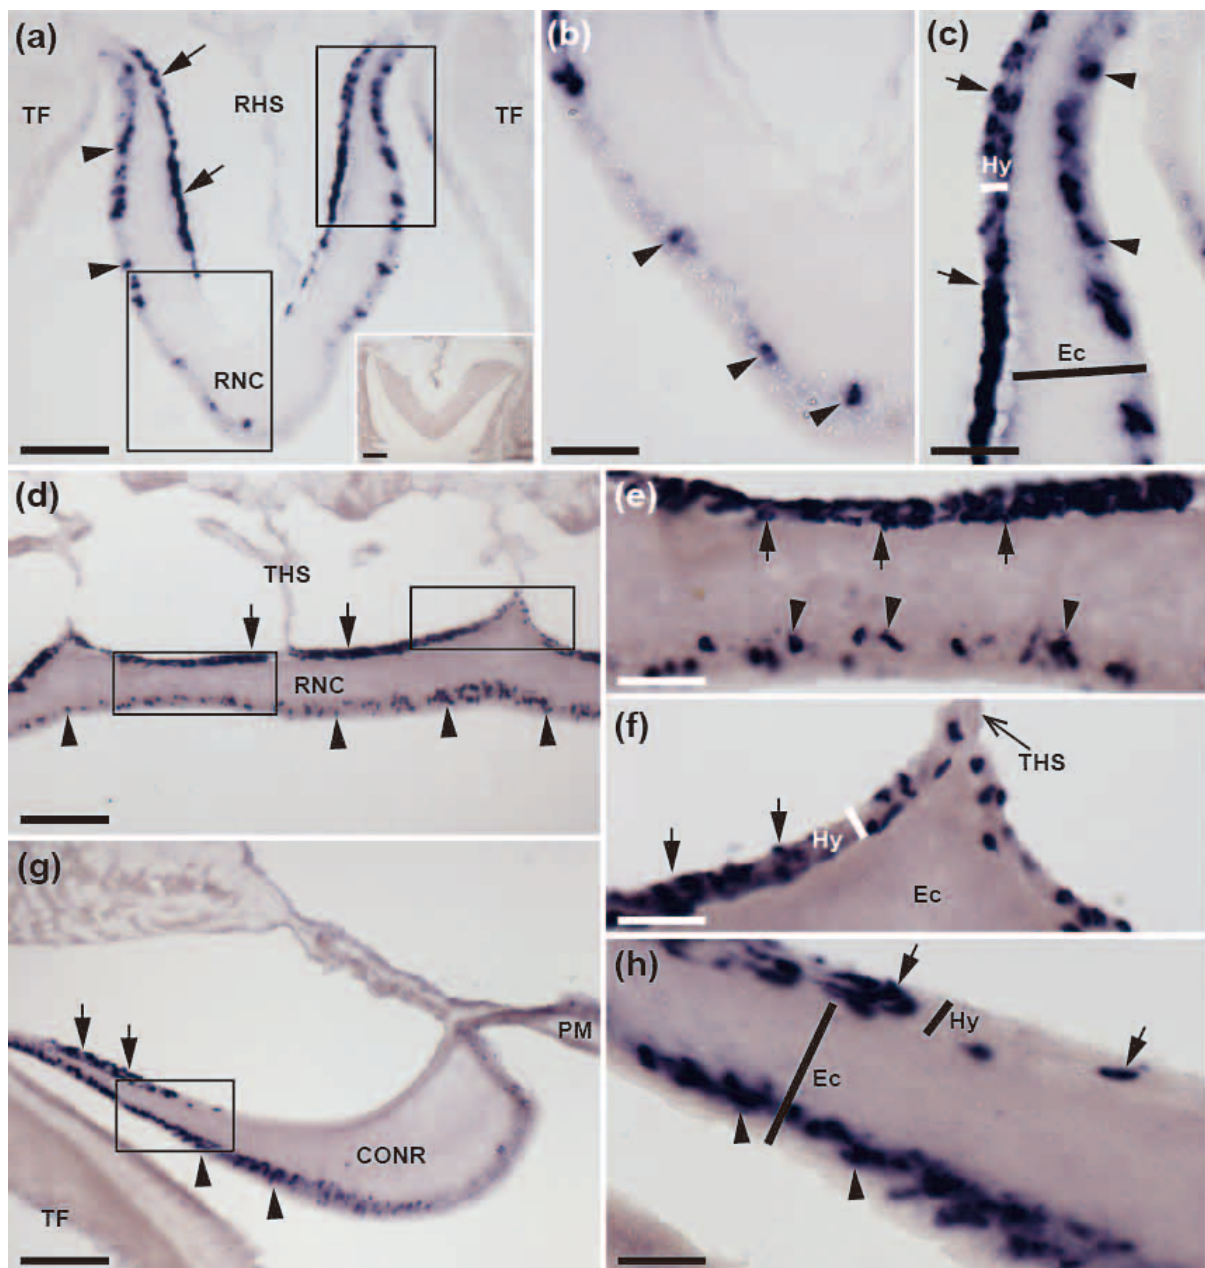 (a)
TF
RHS
TF
RNC
(b)
(c)
Hy
Ec
(d)
THS
RNC
(e)
(f)
THS
Hy
Ec
(g)
PM
CONR
TF
(h)
Hy
Ec